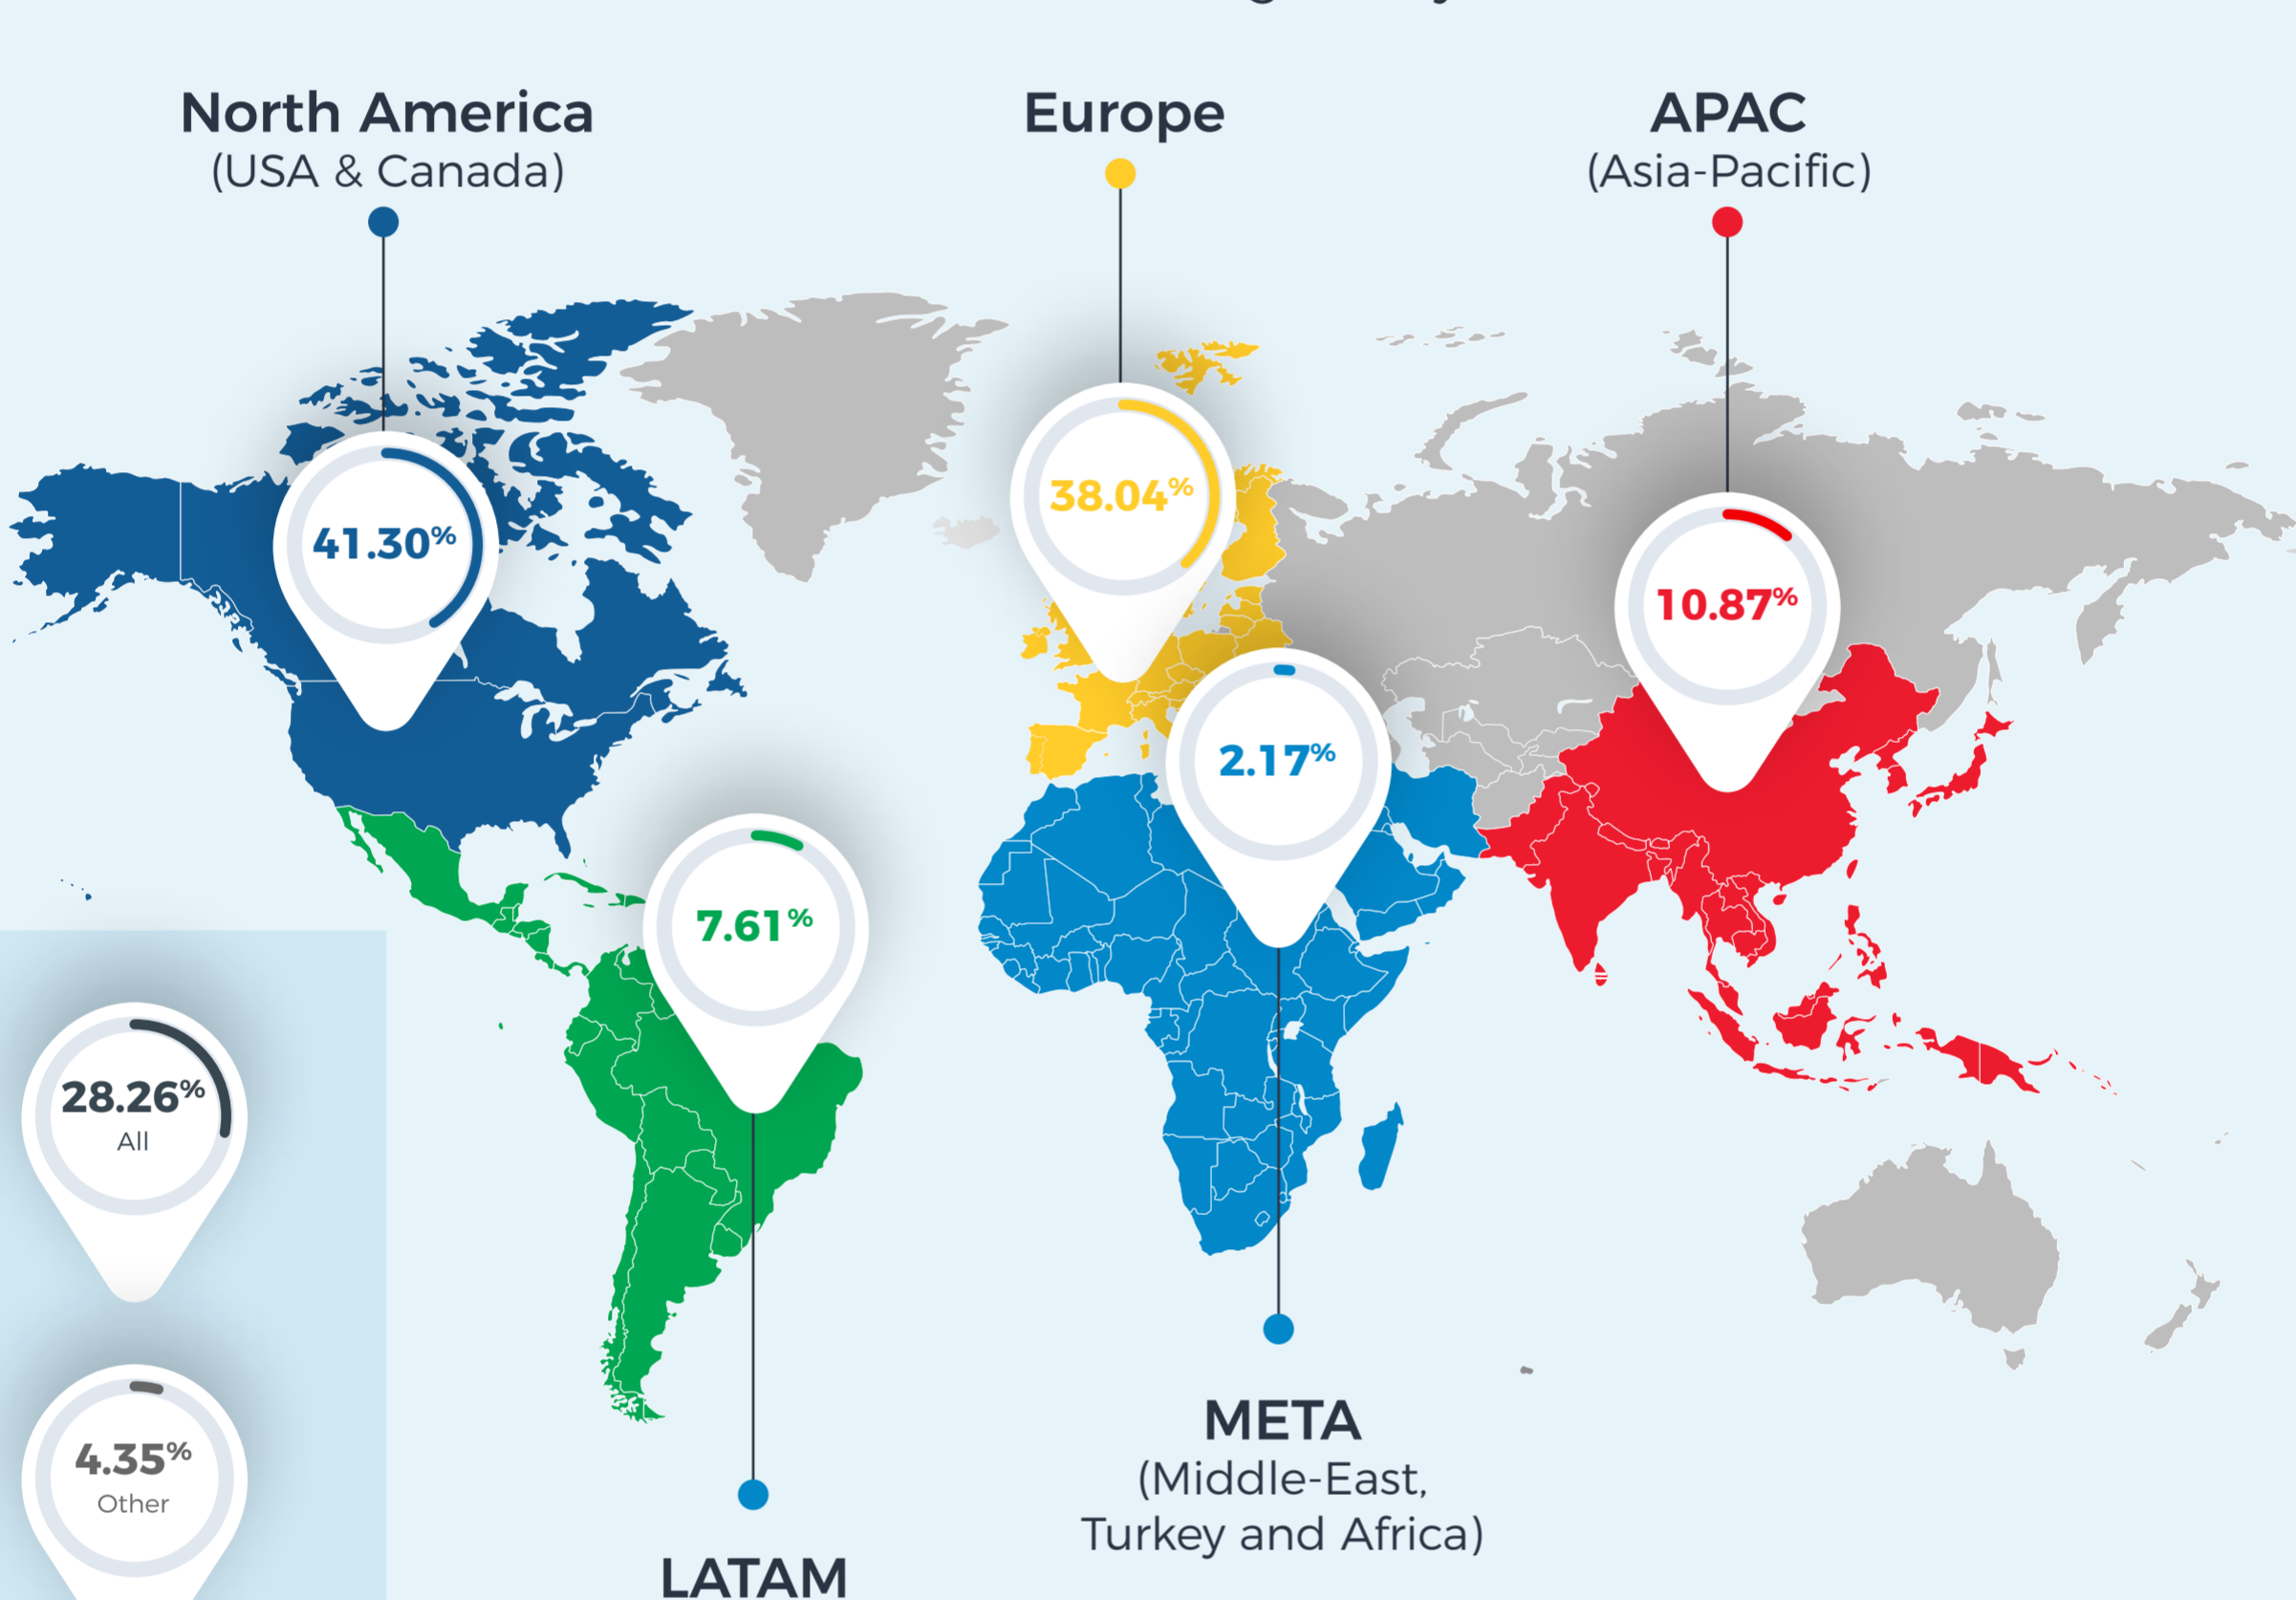 North America
(USA & Canada)
Europe
APAC
(Asia-Pacific)
41.30%
38.04%
10.87%
2.17%
7.61%
28.26%
All
4.35%
Other
META
(Middle-East,
Turkey and Africa)
LATAM